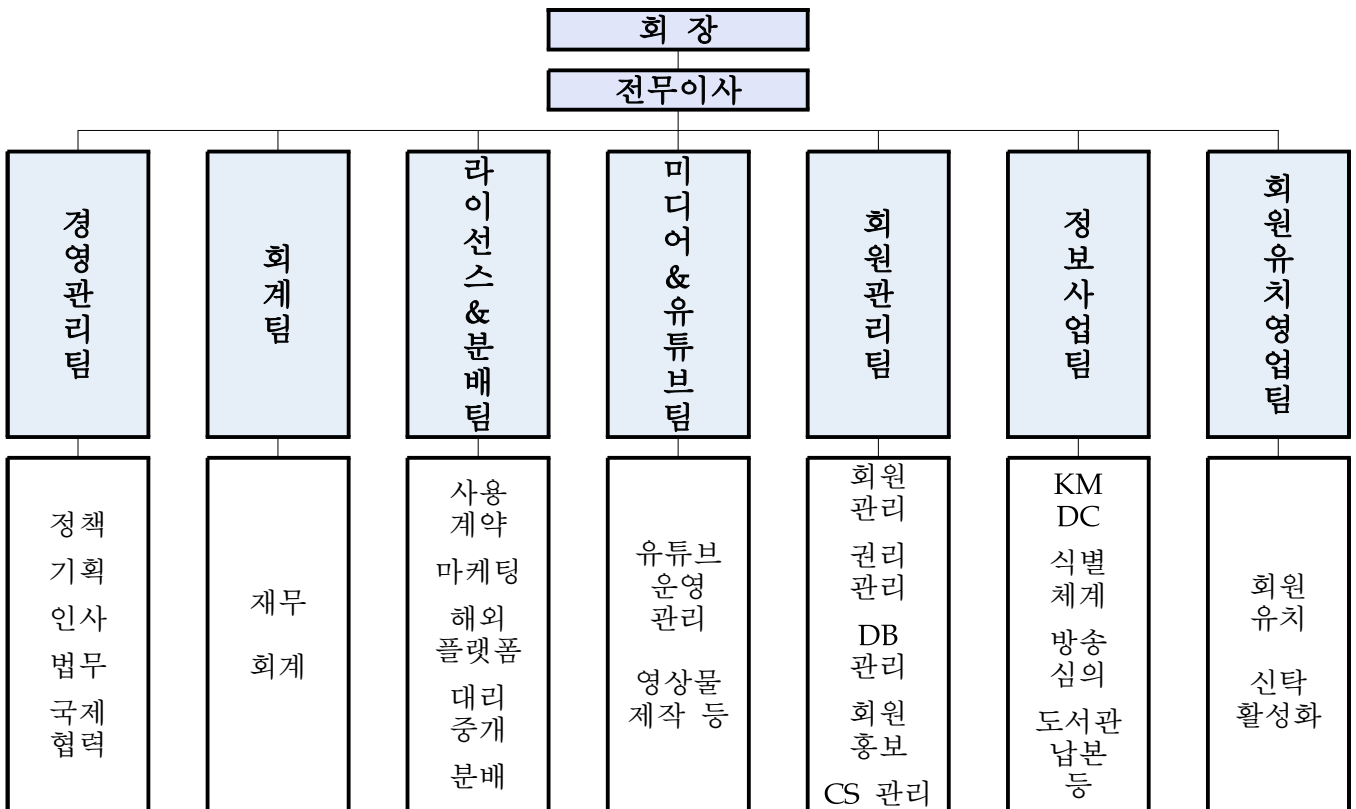 회 장
전무이사
경영관리팀
회계팀
라이선스&분배팀
미디어&유튜브팀
회원관리팀
정보사업팀
회원유치영업팀
정책
기획
인사
법무
국제
협력
재무
회계
사용
계약
마케팅
해외
플랫폼
대리
중개
분배
유튜브
운영
관리
영상물
제작 등
회원
관리
권리
관리
DB
관리
회원
홍보
CS 관리
KM
DC
식별
체계
방송
심의
도서관
납본
등
회원
유치
신탁
활성화